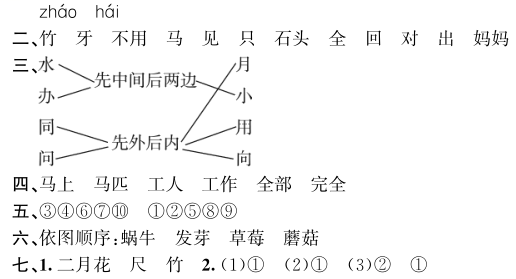 zháo hái
二、竹 牙 不用 马 见 只 石头 全 回 对 出 妈妈
三、水 月
先中间后两边
办 小
同 用
先外后内
问 向
四、马上 马匹 工人 工作 全部 完全
五、③④⑥⑦⑩ ①②⑤⑧⑨
六、依图顺序:蜗牛 发芽 草莓 蘑菇
七、1.二月花 尺 竹 2.(1)① (2)① (3)② ①